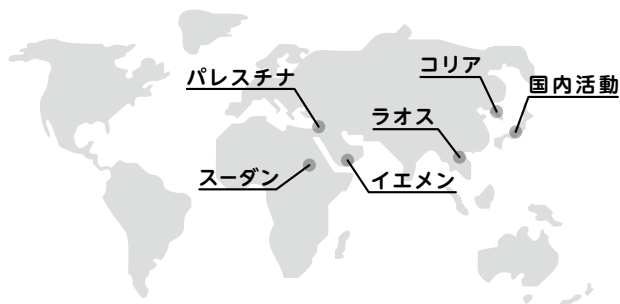 コリア
パレスチナ
国内活動
ラオス
スーダン
イエメン